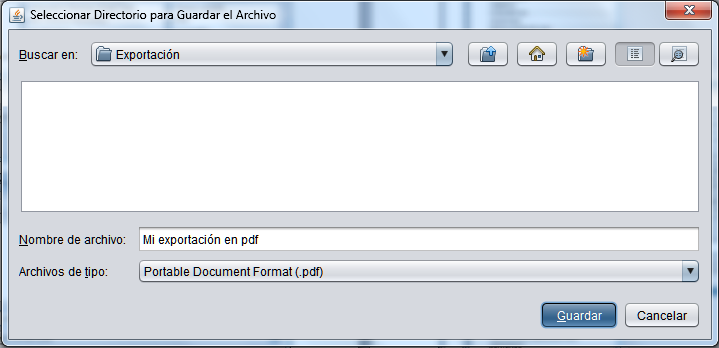 Seleccionar Directorio para Guardar el Archivo
Buscar en: Exportación
Nombre de archivo: Mi exportación en pdf
Archivos de tipo: Portable Document Format (.pdf)
Guardar Cancelar